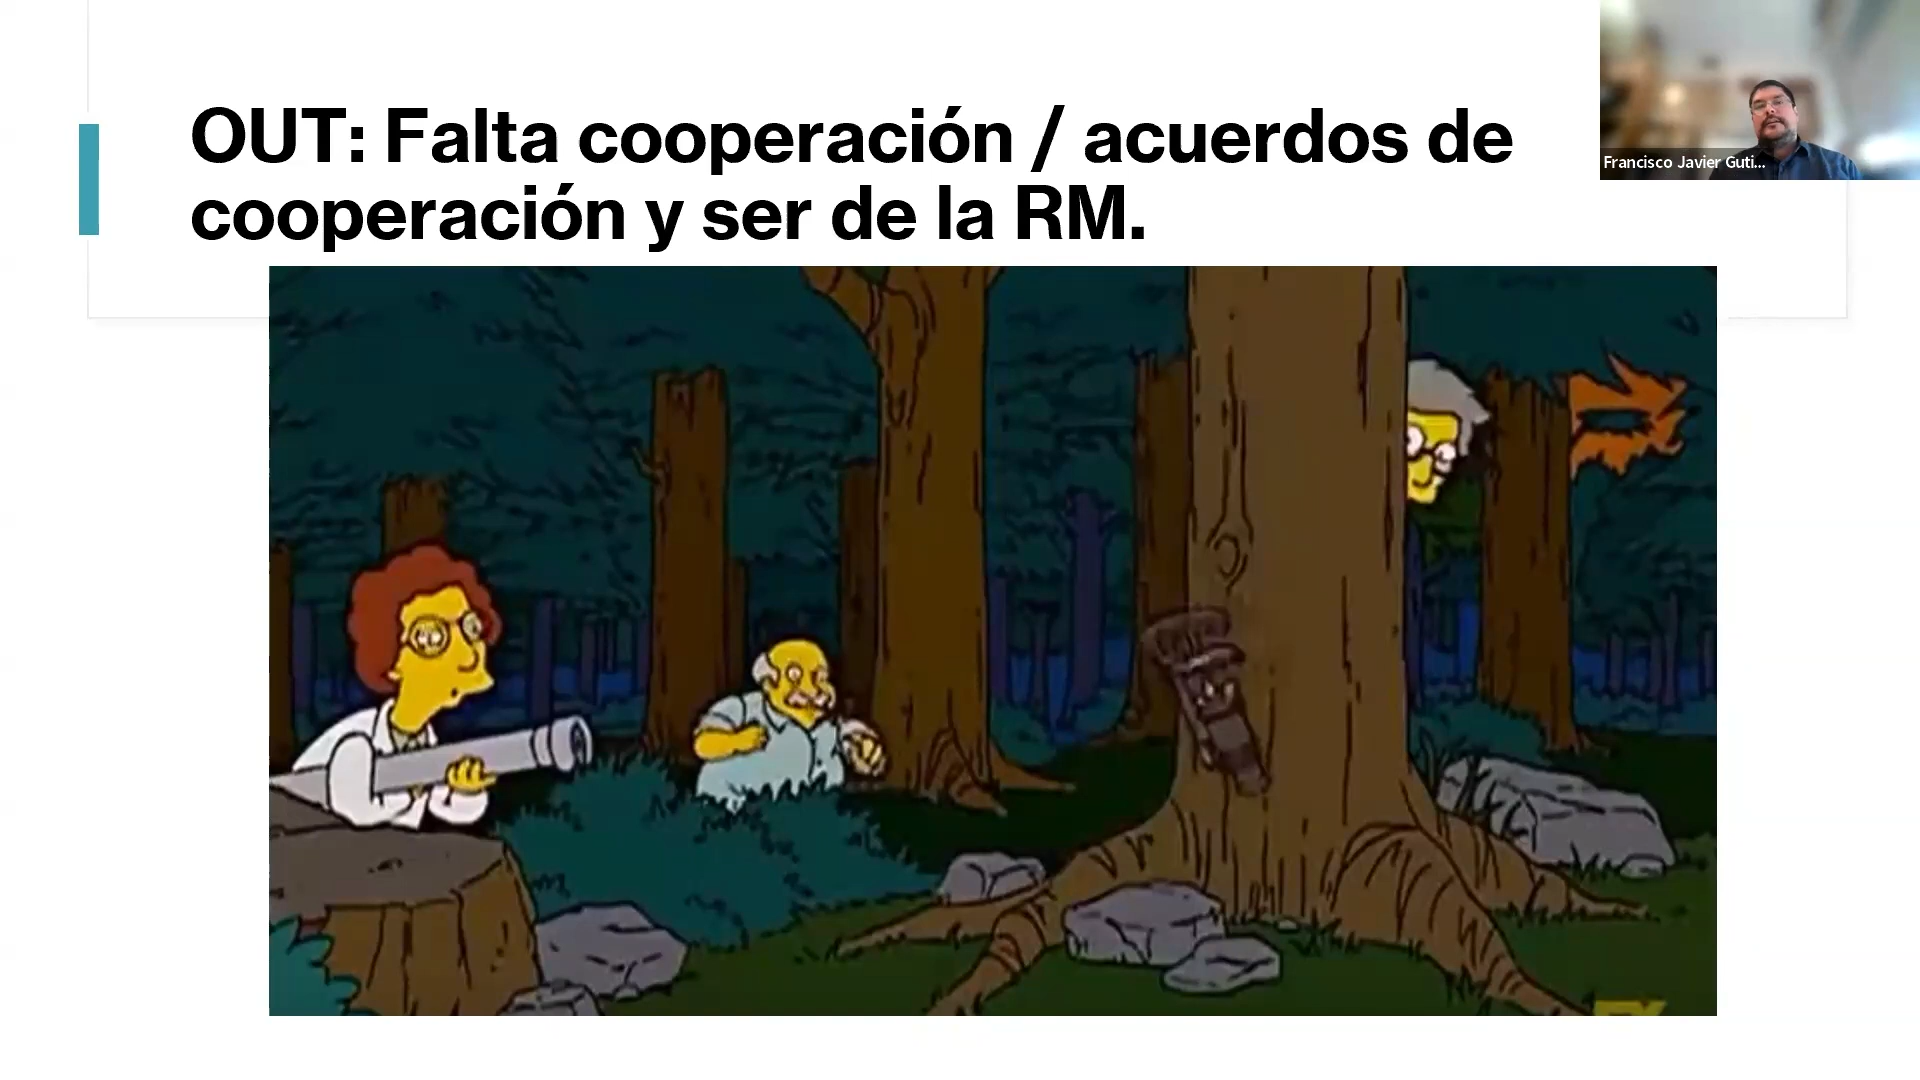 OUT: Falta cooperación / acuerdos de
cooperación y ser de la RM.
Francisco Javier Guti...